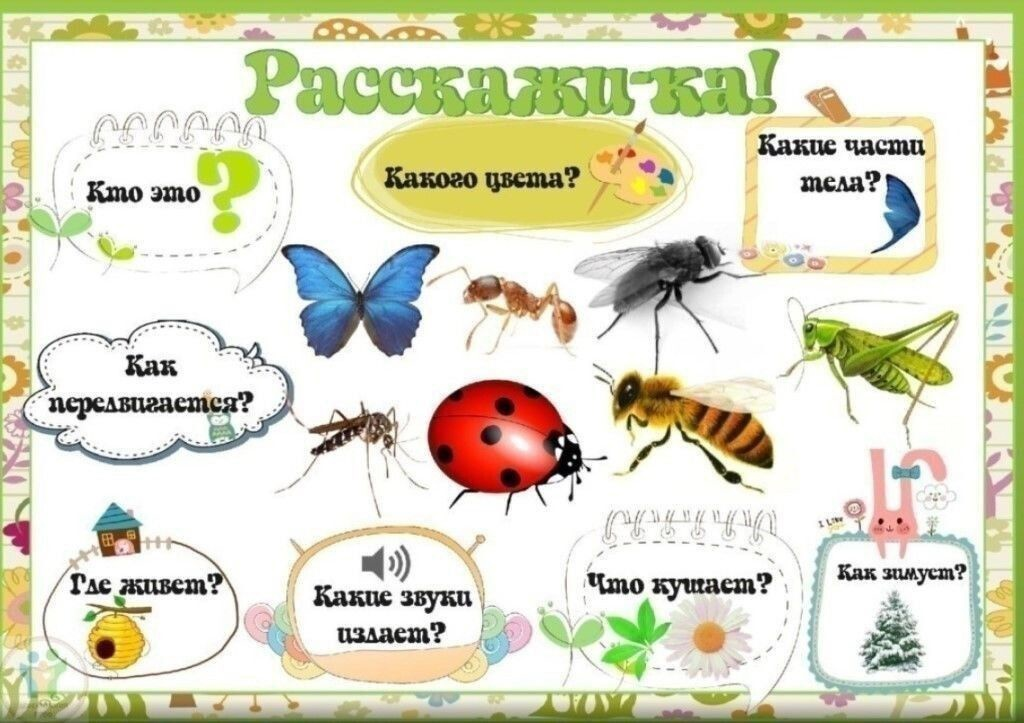 Расскажи-ка!
Кто это ?
Какого цвета?
Какие части
тела?
Как
передвигается?
Где живет?
Какие звуки
издает?
Что кушает?
I LIKE
Как зимует?